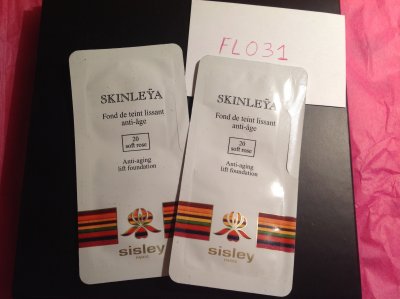 FL031
SKINLEŸA
Fond de teint lissant
anti-âge
20
soft rose
Anti-aging
lift foundation
sisley
PARIS
SKINLEŸA
Fond de teint lissant
anti-âge
20
soft rose
Anti-aging
lift foundation
sisley
PARIS